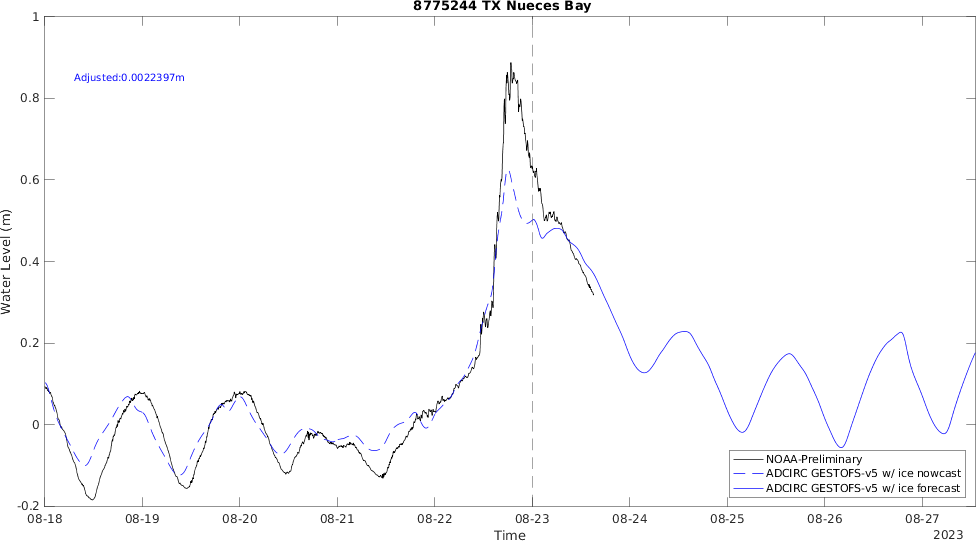 8775244 TX Nueces Bay
Adjusted:0.0022397m
Water Level (m)
1
0.8
0.6
0.4
0.2
0
-0.2
08-18 08-19 08-20 08-21 08-22 08-23 08-24 08-25 08-26 08-27
Time
2023
NOAA-Preliminary
ADCIRC GESTOFS-v5 w/ ice nowcast
ADCIRC GESTOFS-v5 w/ ice forecast